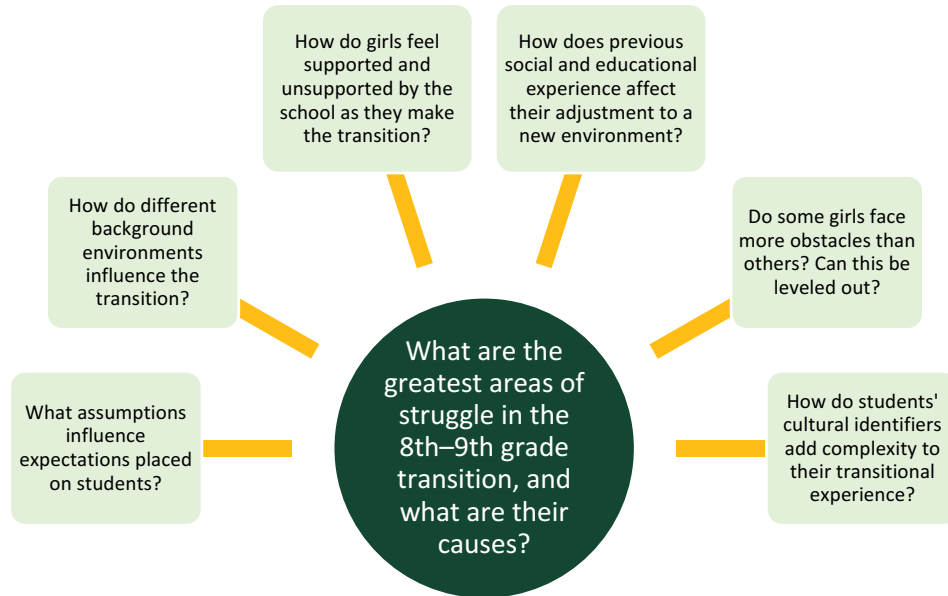 How do girls feel
supported and
unsupported by the
school as they make
the transition?
How does previous
social and educational
experience affect
their adjustment to
a new environment?
How do different
background
environments
influence the
transition?
Do some girls face
more obstacles than
others? Can this be
leveled out?
What assumptions
influence
expectations placed
on students?
What are the
greatest areas of
struggle in the
8th–9th grade
transition, and
what are their
causes?
How do students'
cultural identifiers
add complexity to
their transitional
experience?